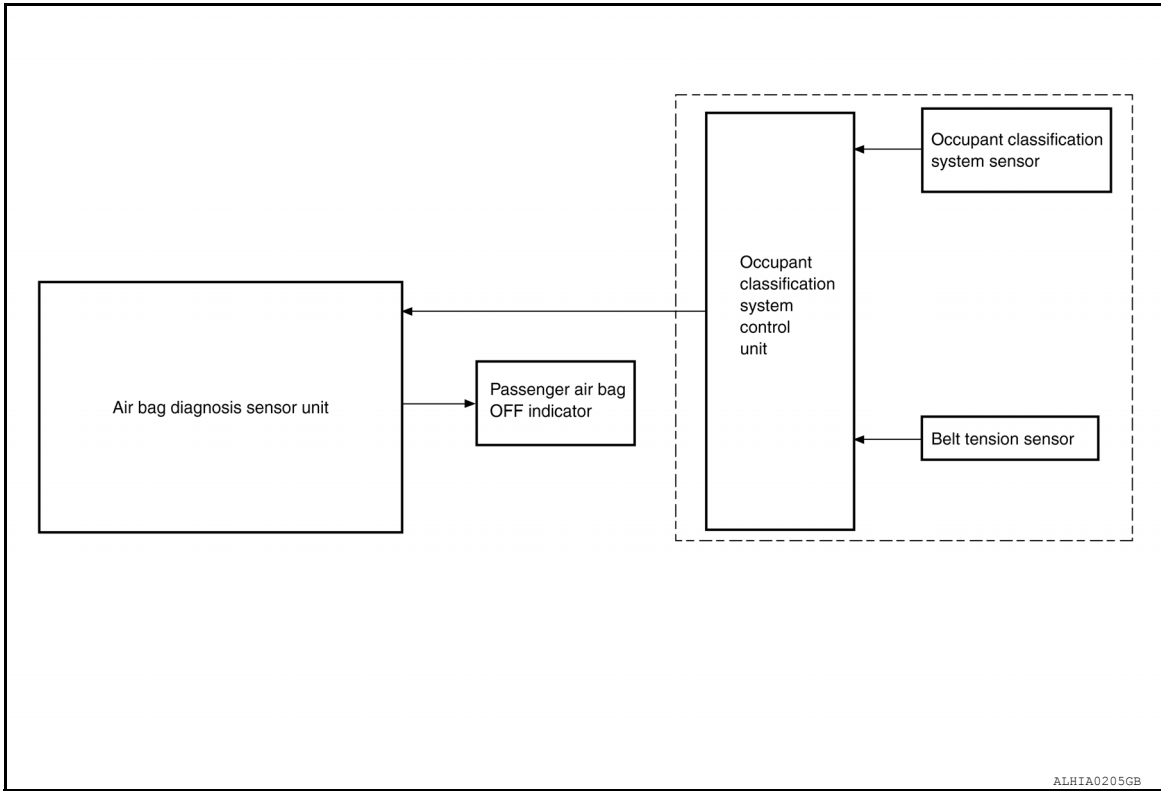 Occupant classification
system sensor
Occupant
classification
system
control
unit
Air bag diagnosis sensor unit
Passenger air bag
OFF indicator
Belt tension sensor
ALHIA0205GB